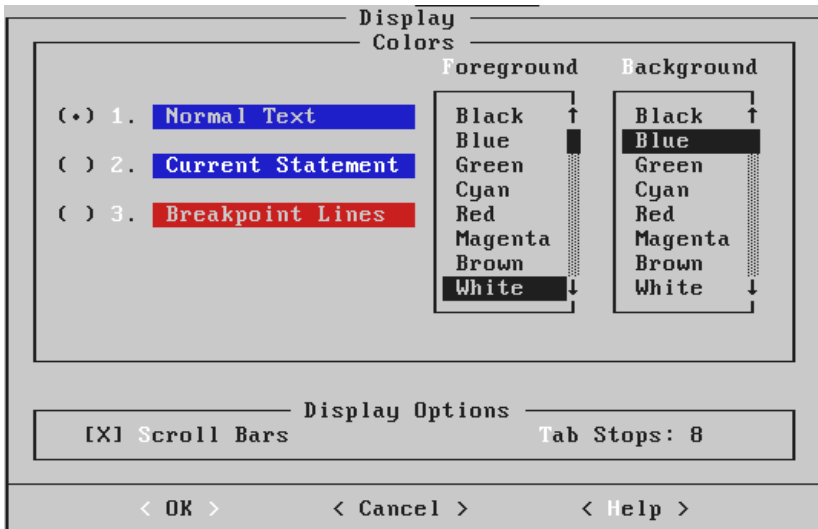 Display
Colors
Foreground Background
(•) 1. Normal Text Black ↑ Black ↑
Blue Blue
( ) 2. Current Statement Green Green
Cyan Cyan
( ) 3. Breakpoint Lines Red Red
Magenta Magenta
Brown Brown
White ↓ White ↓
Display Options
[X] Scroll Bars Tab Stops: 8
< OK > < Cancel > < Help >